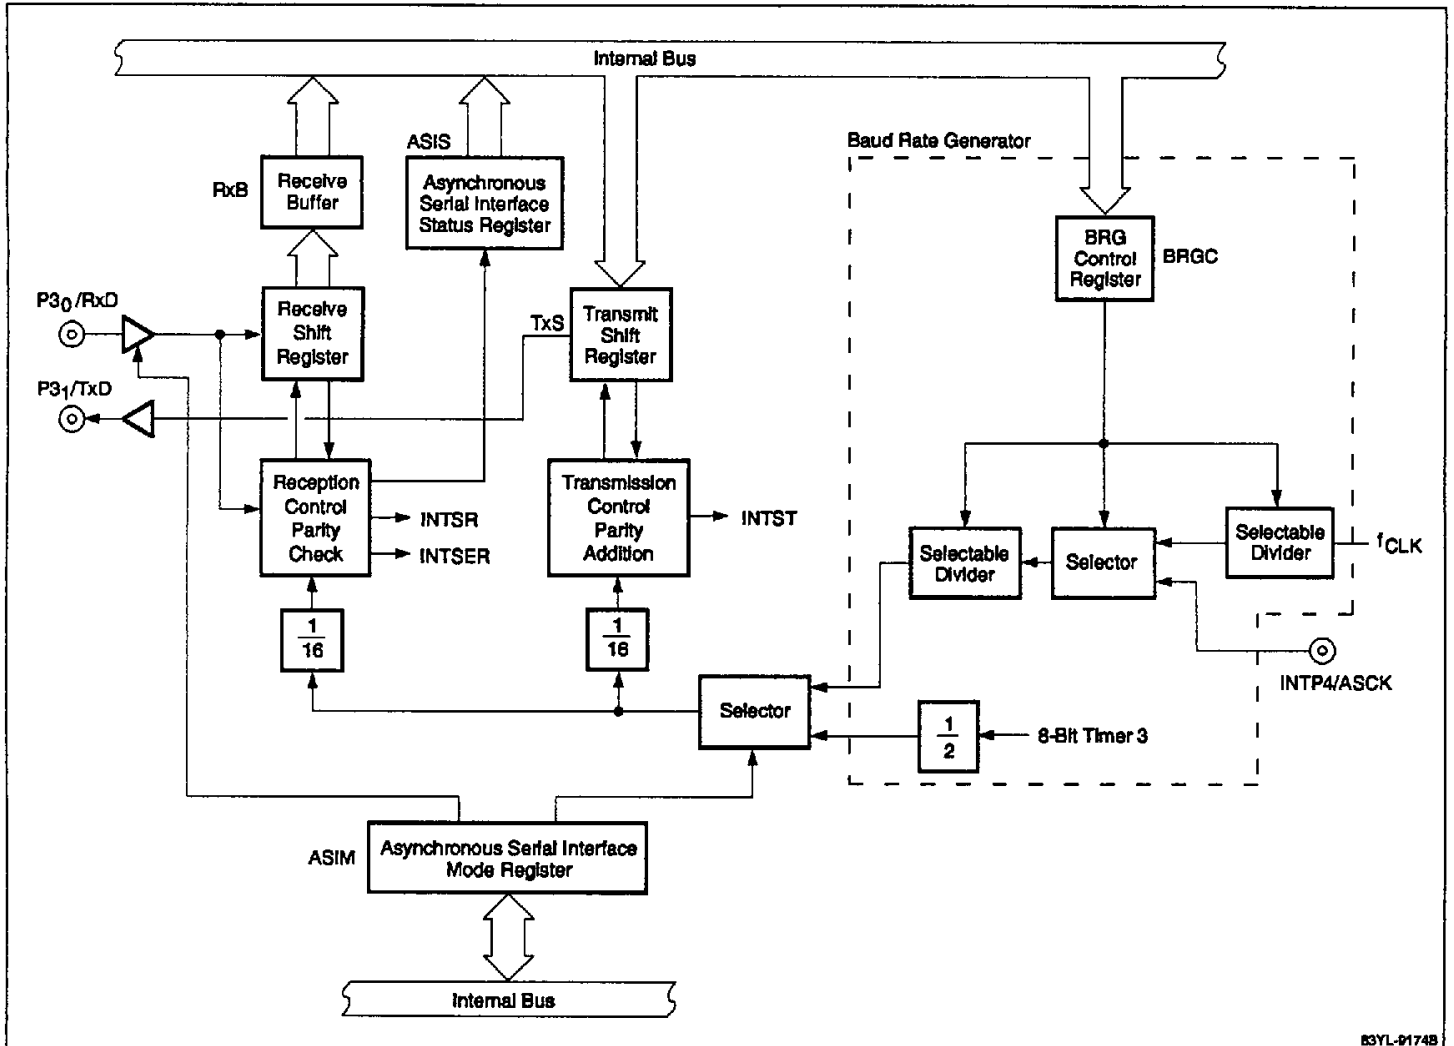 Internal Bus
Baud Rate Generator
ASIS
RxB
Receive
Buffer
Asynchronous
Serial Interface
Status Register
BRG
Control
Register
BRGC
P3₀/RxD
Receive
Shift
Register
TxS
Transmit
Shift
Register
P3₁/TxD
Reception
Control
Parity
Check
INTSR
INTSER
Transmission
Control
Parity
Addition
INTST
Selectable
Divider
Selector
Selectable
Divider
fCLK
1
16
1
16
INTP4/ASCK
Selector
1
2
8-Bit Timer 3
ASIM
Asynchronous Serial Interface
Mode Register
Internal Bus
83YL-9174B